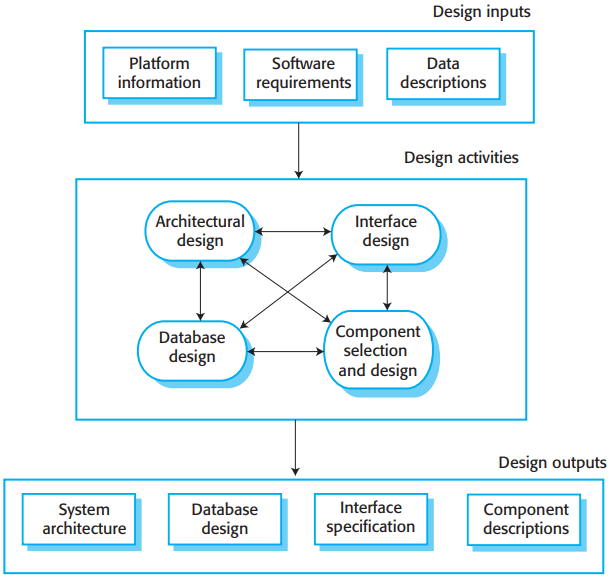 Design inputs
Platform
information
Software
requirements
Data
descriptions
Design activities
Architectural
design
Interface
design
Database
design
Component
selection
and design
Design outputs
System
architecture
Database
design
Interface
specification
Component
descriptions